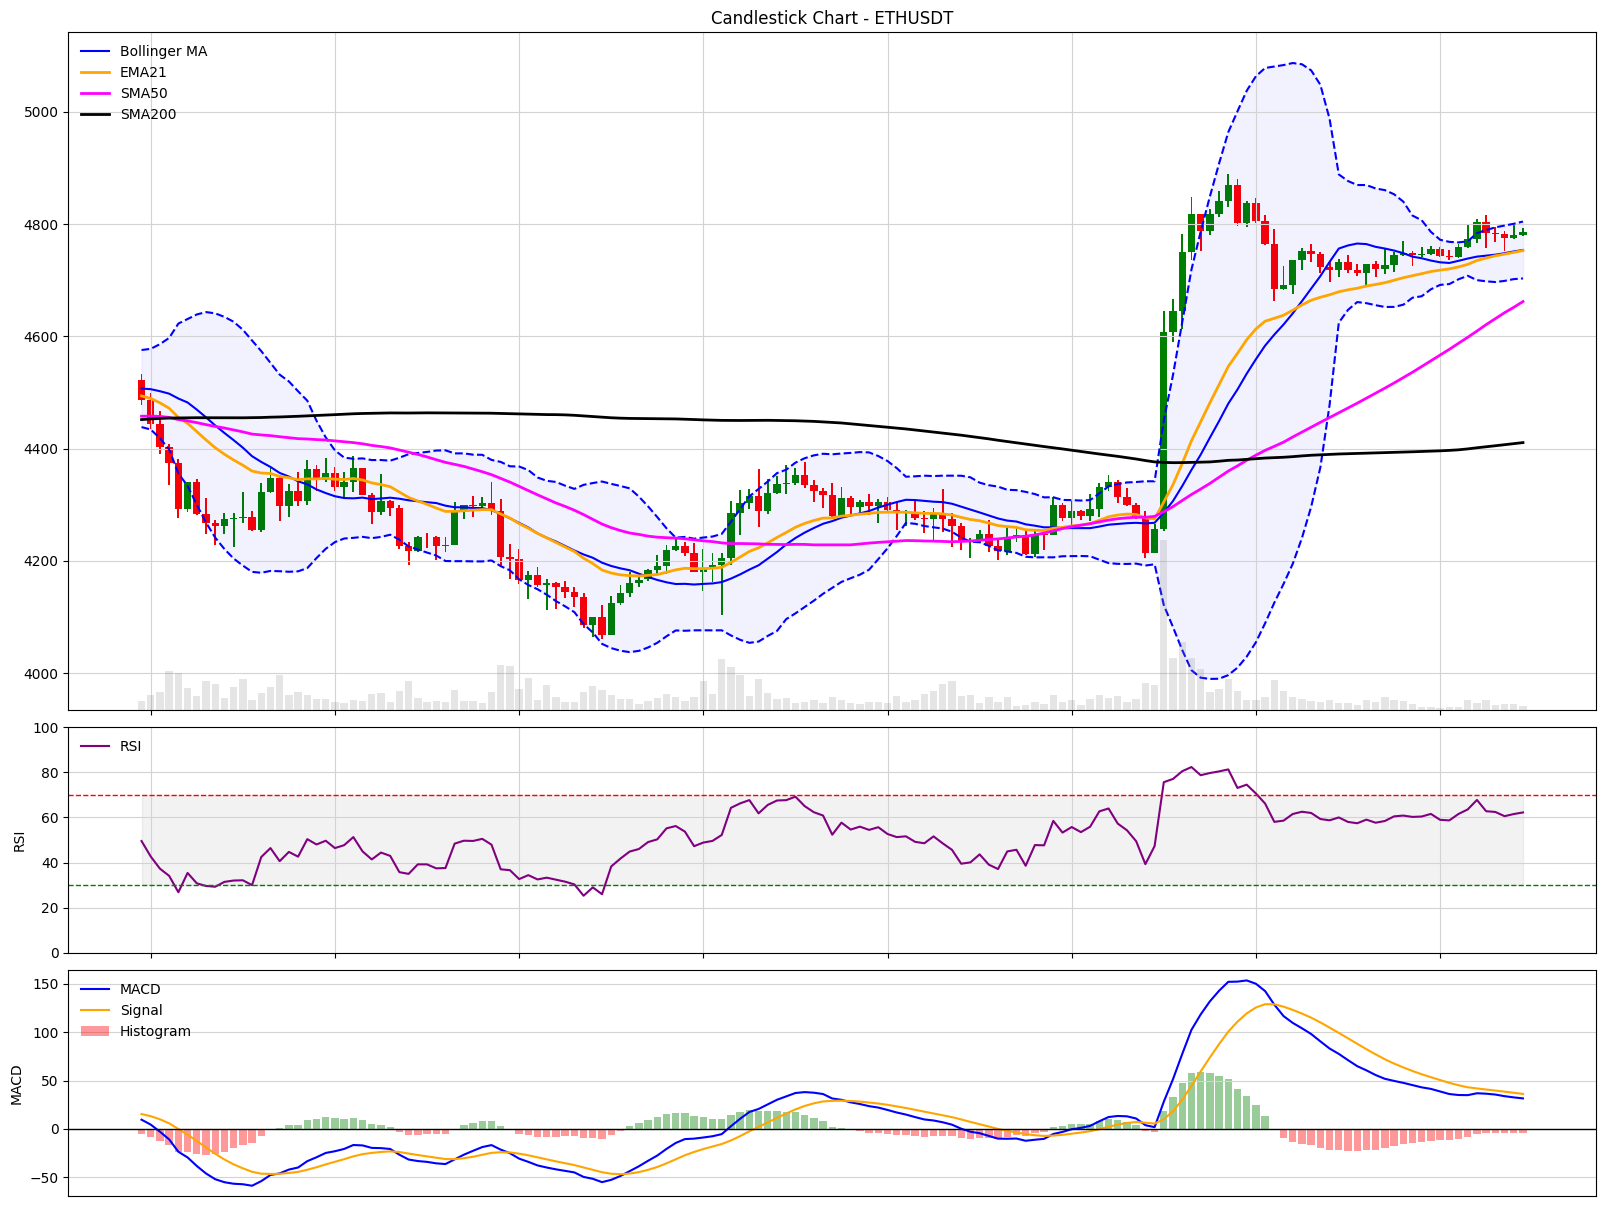 Candlestick Chart - ETHUSDT
Bollinger MA
EMA21
SMA50
SMA200
5000
4800
4600
4400
4200
4000
RSI
100
80
60
40
20
0
RSI
MACD
Signal
Histogram
150
100
50
0
−50
MACD